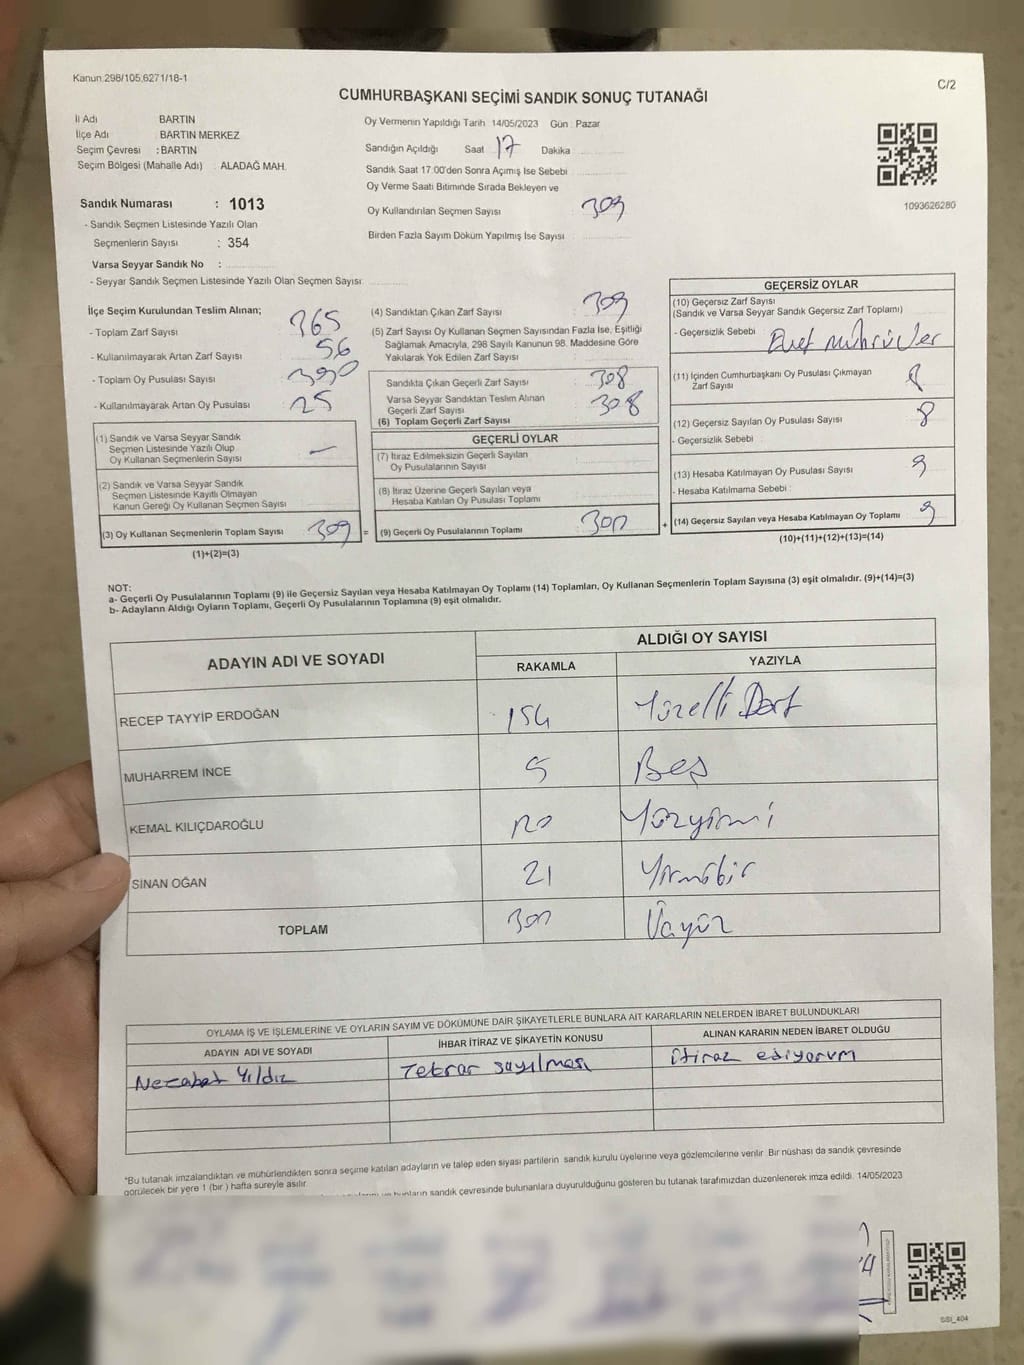 Kanun.298/105,6271/18-1
C/2
CUMHURBAŞKANI SEÇİMİ SANDIK SONUÇ TUTANAĞI
İl Adı BARTIN
İlçe Adı BARTIN MERKEZ
Seçim Çevresi : BARTIN
Seçim Bölgesi (Mahalle Adı) : ALADAĞ MAH.
Sandık Numarası : 1013
- Sandık Seçmen Listesinde Yazılı Olan
Seçmenlerin Sayısı : 354
Varsa Seyyar Sandık No :
- Seyyar Sandık Seçmen Listesinde Yazılı Olan Seçmen Sayısı
Oy Vermenin Yapıldığı Tarih 14/05/2023 Gün : Pazar
Sandığın Açıldığı Saat 17 Dakika
Sandık Saat 17:00'den Sonra Açımış İse Sebebi
Oy Verme Saati Bitiminde Sırada Bekleyen ve
Oy Kullandırılan Seçmen Sayısı 309
Birden Fazla Sayım Döküm Yapılmış İse Sayısı
1093626280
İlçe Seçim Kurulundan Teslim Alınan;
- Toplam Zarf Sayısı 365
- Kullanılmayarak Artan Zarf Sayısı 56
- Toplam Oy Pusulası Sayısı 390
- Kullanılmayarak Artan Oy Pusulası 25
(1) Sandık ve Varsa Seyyar Sandık
Seçmen Listesinde Yazılı Olup
Oy Kullanan Seçmenlerin Sayısı –
(2) Sandık ve Varsa Seyyar Sandık
Seçmen Listesinde Kayıtlı Olmayan
Kanun Gereği Oy Kullanan Seçmen Sayısı
(3) Oy Kullanan Seçmenlerin Toplam Sayısı 309 =
(1)+(2)=(3)
(4) Sandıktan Çıkan Zarf Sayısı 309
(5) Zarf Sayısı Oy Kullanan Seçmen Sayısından Fazla İse, Eşitliği
Sağlamak Amacıyla, 298 Sayılı Kanunun 98. Maddesine Göre
Yakılarak Yok Edilen Zarf Sayısı
Sandıkta Çıkan Geçerli Zarf Sayısı 308
Varsa Seyyar Sandıktan Teslim Alınan
Geçerli Zarf Sayısı 308
(6) Toplam Geçerli Zarf Sayısı
GEÇERLİ OYLAR
(7) İtiraz Edilmeksizin Geçerli Sayılan
Oy Pusulalarının Sayısı
(8) İtiraz Üzerine Geçerli Sayılan veya
Hesaba Katılan Oy Pusulası Toplamı
(9) Geçerli Oy Pusulalarının Toplamı 300 +
GEÇERSİZ OYLAR
(10) Geçersiz Zarf Sayısı
(Sandık ve Varsa Seyyar Sandık Geçersiz Zarf Toplamı)
- Geçersizlik Sebebi
(11) İçinden Cumhurbaşkanı Oy Pusulası Çıkmayan
Zarf Sayısı
(12) Geçersiz Sayılan Oy Pusulası Sayısı 8
- Geçersizlik Sebebi
(13) Hesaba Katılmayan Oy Pusulası Sayısı 9
- Hesaba Katılmama Sebebi :
(14) Geçersiz Sayılan veya Hesaba Katılmayan Oy Toplamı 9
(10)+(11)+(12)+(13)=(14)
NOT:
a- Geçerli Oy Pusulalarının Toplamı (9) ile Geçersiz Sayılan veya Hesaba Katılmayan Oy Toplamı (14) Toplamları, Oy Kullanan Seçmenlerin Toplam Sayısına (3) eşit olmalıdır. (9)+(14)=(3)
b- Adayların Aldığı Oyların Toplamı, Geçerli Oy Pusulalarının Toplamına (9) eşit olmalıdır.
ADAYIN ADI VE SOYADI
ALDIĞI OY SAYISI
RAKAMLA YAZIYLA
RECEP TAYYİP ERDOĞAN 154 Yüzelli Dört
MUHARREM İNCE 5 Beş
KEMAL KILIÇDAROĞLU 120 Yüzyirmi
SİNAN OĞAN 21 Yirmibir
TOPLAM 300 Üçyüz
OYLAMA İŞ VE İŞLEMLERİNE VE OYLARIN SAYIM VE DÖKÜMÜNE DAİR ŞİKAYETLERLE BUNLARA AİT KARARLARIN NELERDEN İBARET BULUNDUKLARI
ADAYIN ADI VE SOYADI İHBAR İTİRAZ VE ŞİKAYETİN KONUSU ALINAN KARARIN NEDEN İBARET OLDUĞU
Necabat Yıldız Tekrar sayılması itiraz ediyorum
*Bu tutanak imzalandıktan ve mühürlendikten sonra seçime katılan adayların ve talep eden siyasi partilerin sandık kurulu üyelerine veya gözlemcilerine verilir. Bir nüshası da sandık çevresinde
görülecek bir yere 1 (bir) hafta süreyle asılır.
sandık çevresinde bulunanlara duyurulduğunu gösteren bu tutanak tarafımızdan düzenlenerek imza edildi. 14/05/2023
SSI_404